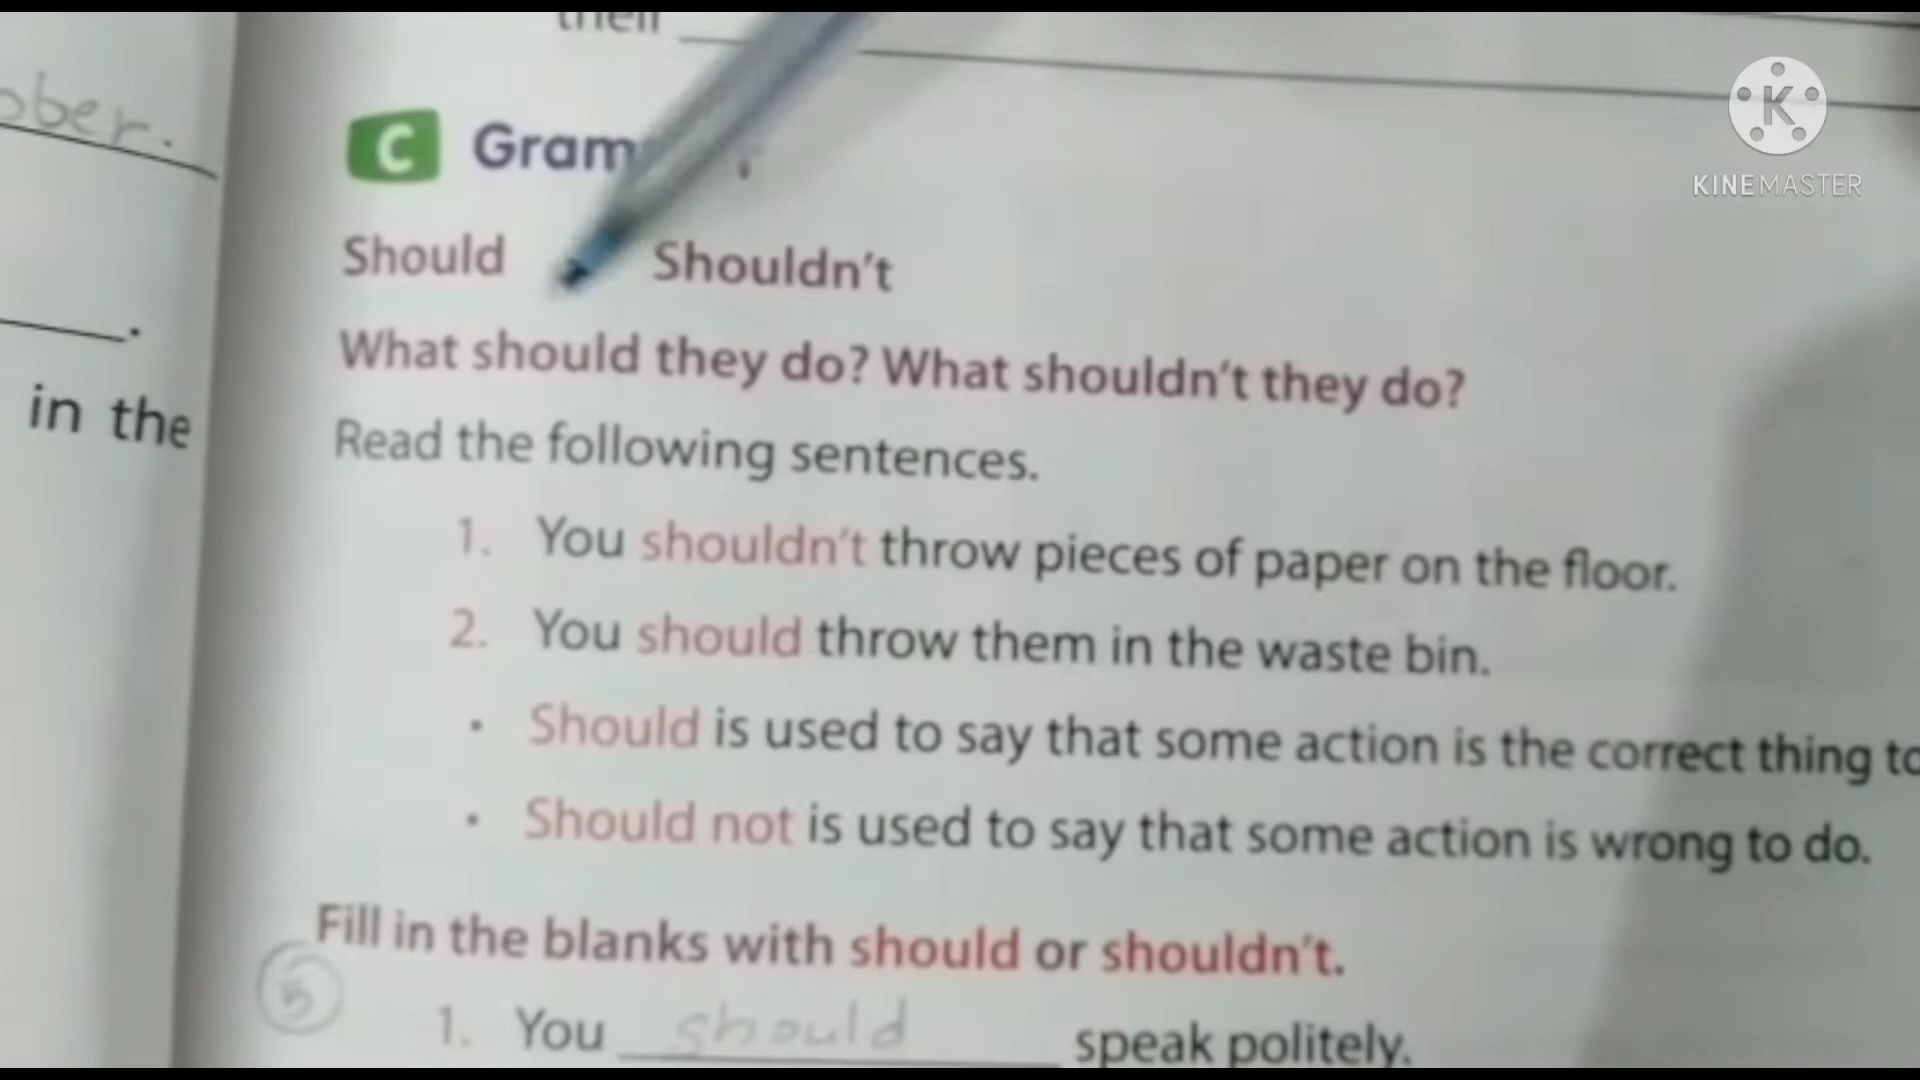 their
ober.
C Gram
Should Shouldn't
What should they do? What shouldn't they do?
in the
Read the following sentences.
1. You shouldn't throw pieces of paper on the floor.
2. You should throw them in the waste bin.
• Should is used to say that some action is the correct thing to
• Should not is used to say that some action is wrong to do.
Fill in the blanks with should or shouldn't.
5
1. You should speak politely.
K
KINEMASTER